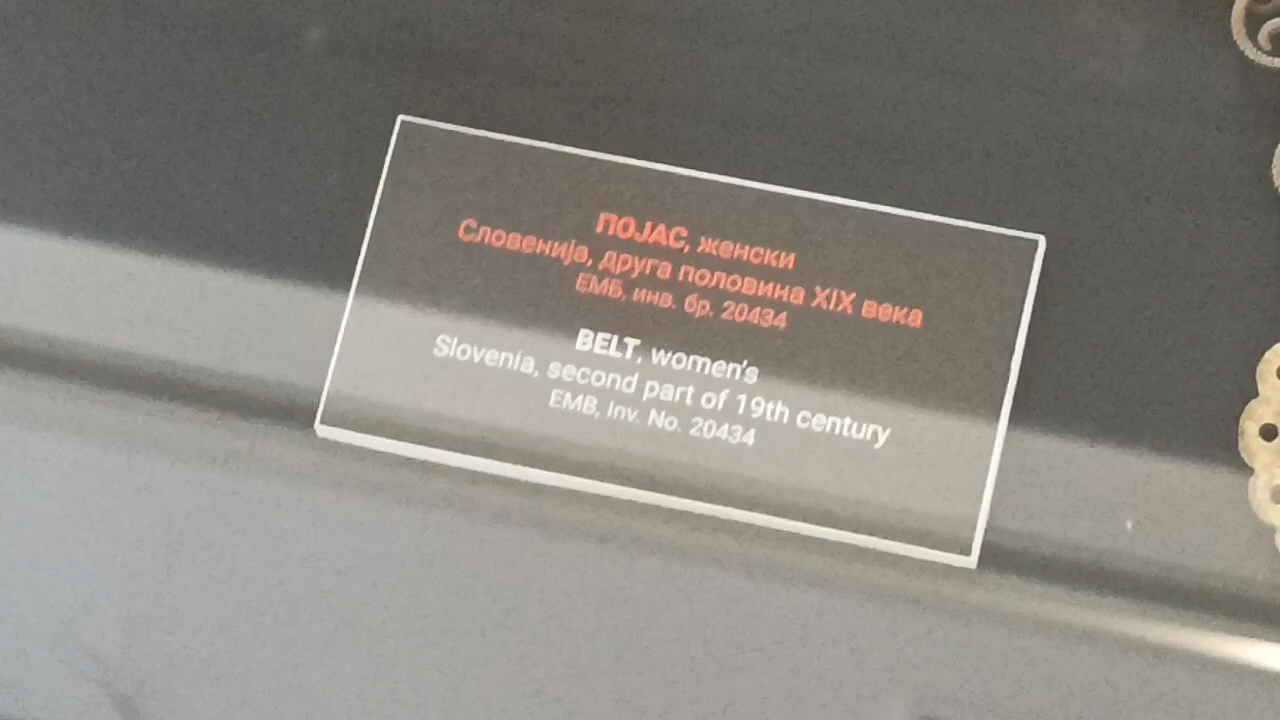 ПОЈАС, женски
Словенија, друга половина XIX века
ЕМБ, инв. бр. 20434
BELT, women's
Slovenia, second part of 19th century
EMB, Inv. No. 20434